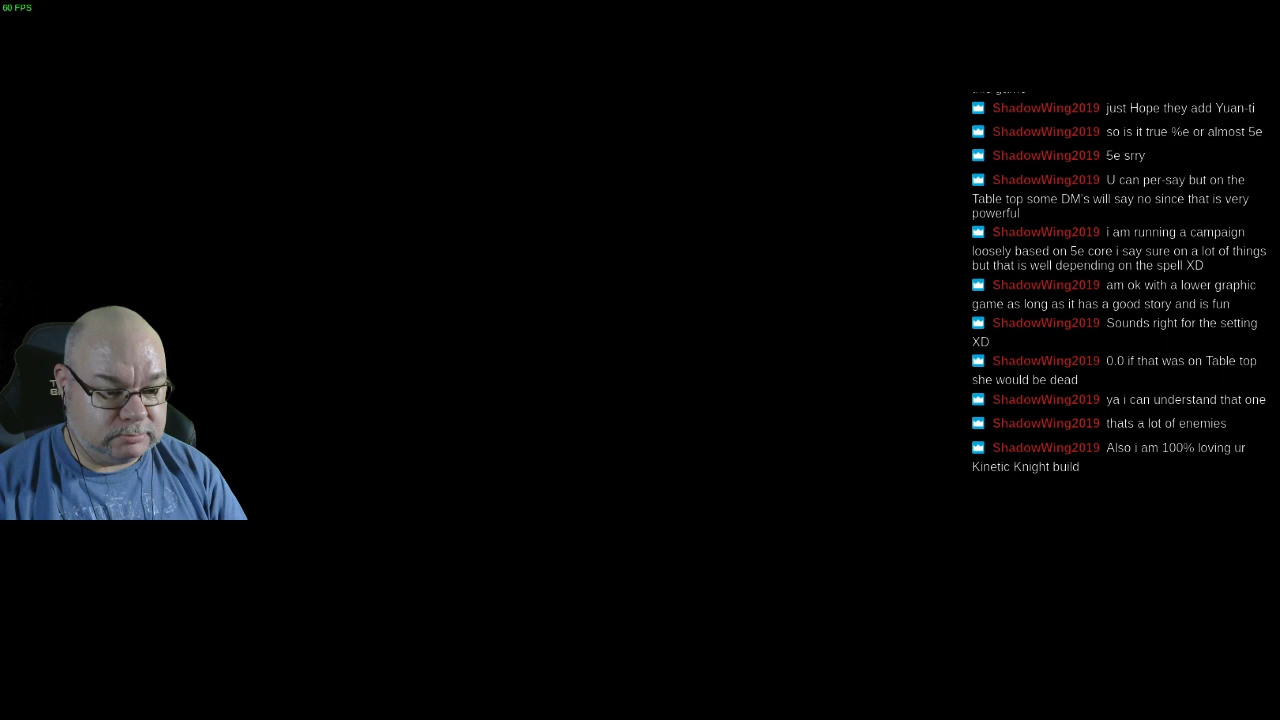 60 FPS
ShadowWing2019 just Hope they add Yuan-ti
ShadowWing2019 so is it true %e or almost 5e
ShadowWing2019 5e srry
ShadowWing2019 U can per-say but on the
Table top some DM's will say no since that is very
powerful
ShadowWing2019 i am running a campaign
loosely based on 5e core i say sure on a lot of things
but that is well depending on the spell XD
ShadowWing2019 am ok with a lower graphic
game as long as it has a good story and is fun
ShadowWing2019 Sounds right for the setting
XD
ShadowWing2019 0.0 if that was on Table top
she would be dead
ShadowWing2019 ya i can understand that one
ShadowWing2019 thats a lot of enemies
ShadowWing2019 Also i am 100% loving ur
Kinetic Knight build